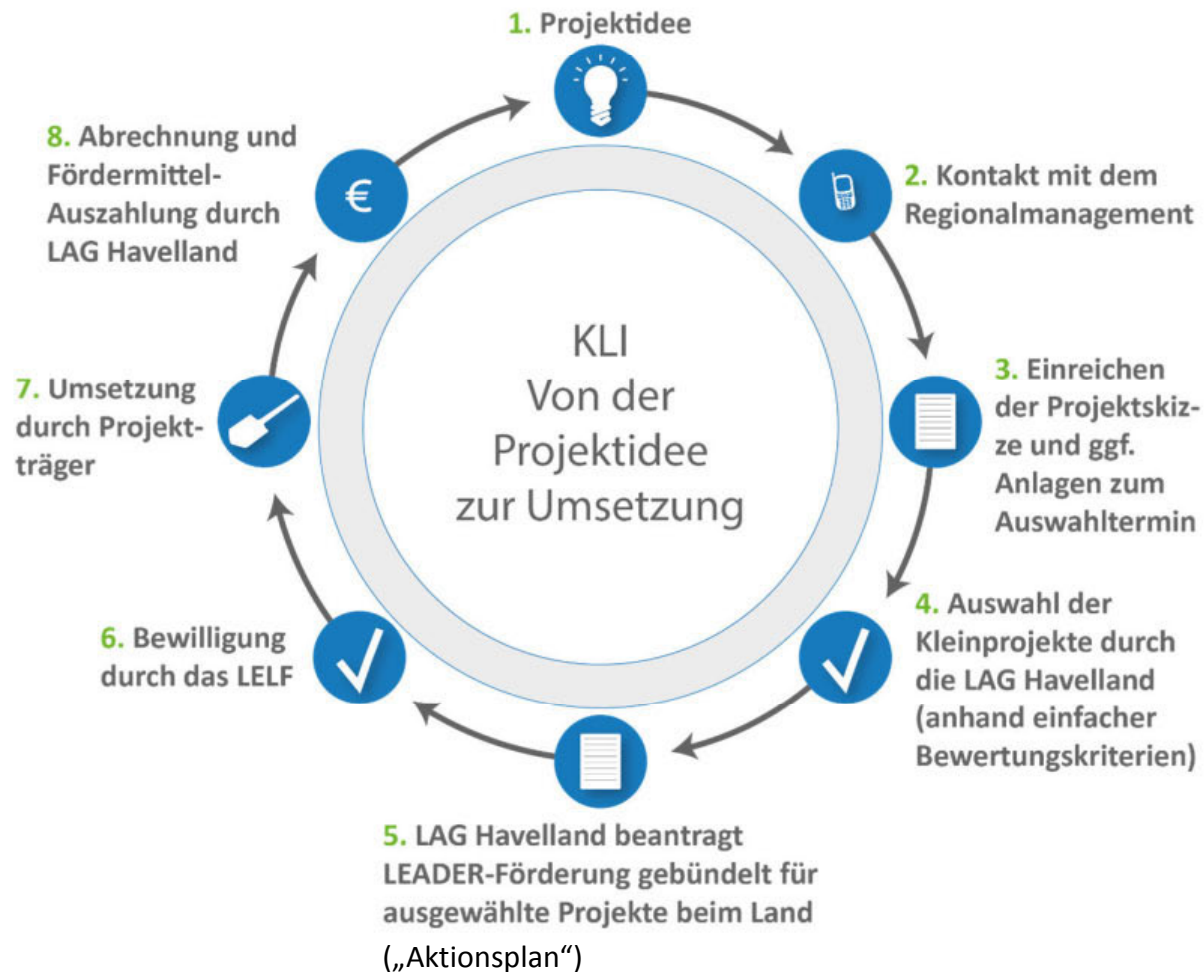 1. Projektidee
2. Kontakt mit dem
Regionalmanagement
3. Einreichen
der Projektskiz-
ze und ggf.
Anlagen zum
Auswahltermin
4. Auswahl der
Kleinprojekte durch
die LAG Havelland
(anhand einfacher
Bewertungskriterien)
5. LAG Havelland beantragt
LEADER-Förderung gebündelt für
ausgewählte Projekte beim Land
(„Aktionsplan“)
6. Bewilligung
durch das LELF
7. Umsetzung
durch Projekt-
träger
8. Abrechnung und
Fördermittel-
Auszahlung durch
LAG Havelland
€
KLI
Von der
Projektidee
zur Umsetzung